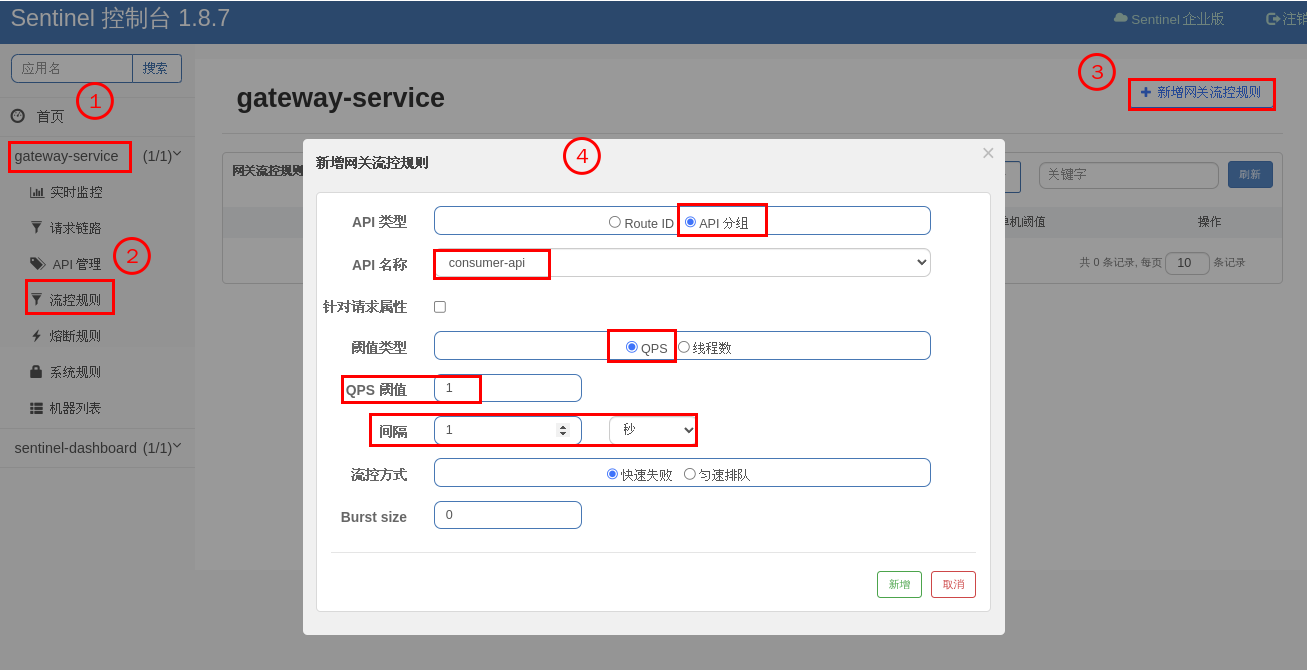 Sentinel 控制台 1.8.7
Sentinel 企业版
注销
应用名
搜索
1
首页
gateway-service (1/1)
实时监控
请求链路
API 管理
2
流控规则
熔断规则
系统规则
机器列表
sentinel-dashboard (1/1)
gateway-service
3
+ 新增网关流控规则
网关流控规则
关键字
刷新
单机阈值
操作
共 0 条记录, 每页 10 条记录
4
新增网关流控规则
×
API 类型
Route ID
API 分组
API 名称
consumer-api
针对请求属性
阈值类型
QPS
线程数
QPS 阈值
1
间隔
1
秒
流控方式
快速失败
匀速排队
Burst size
0
新增
取消